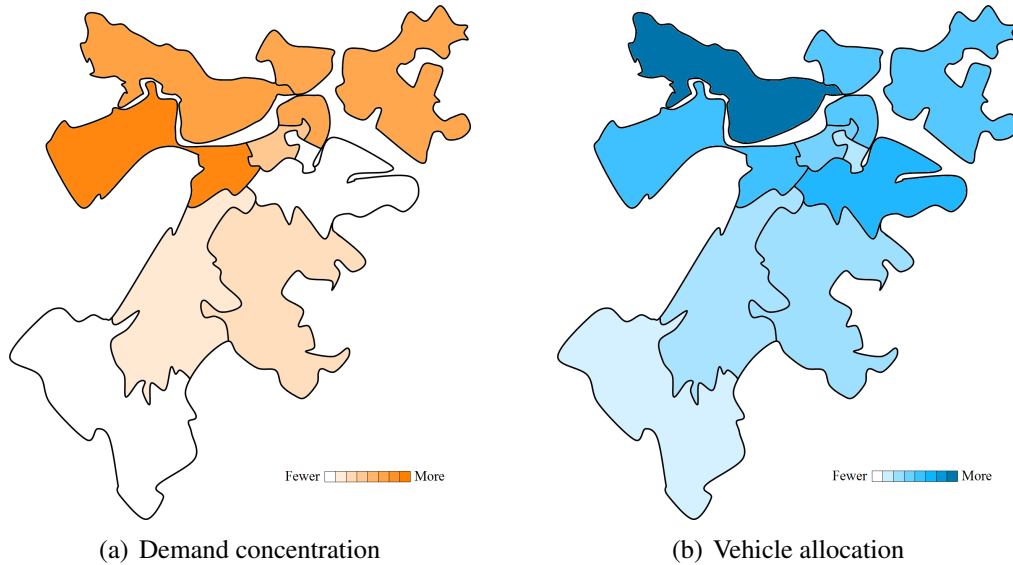 Fewer More
Fewer More
(a) Demand concentration
(b) Vehicle allocation